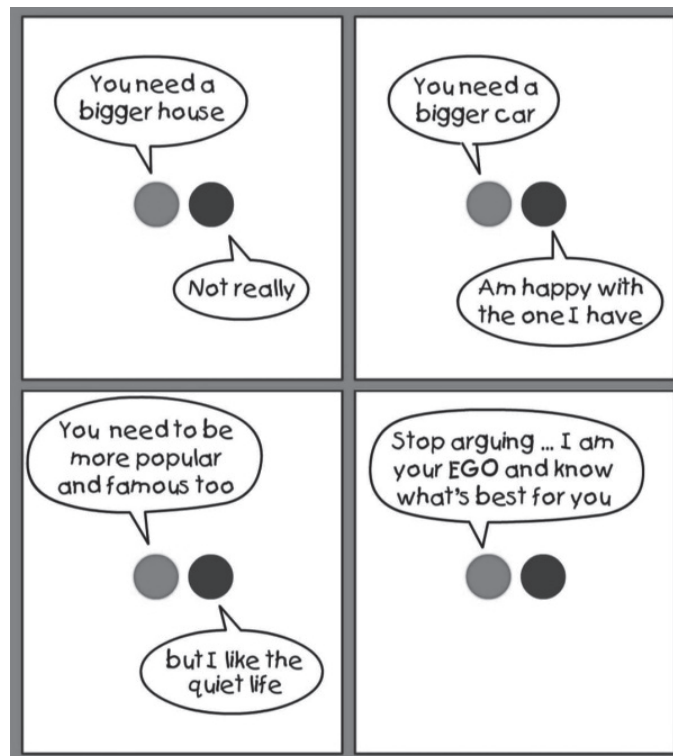 You need a
bigger house
Not really
You need a
bigger car
Am happy with
the one I have
You need to be
more popular
and famous too
but I like the
quiet life
Stop arguing ... I am
your EGO and know
what's best for you